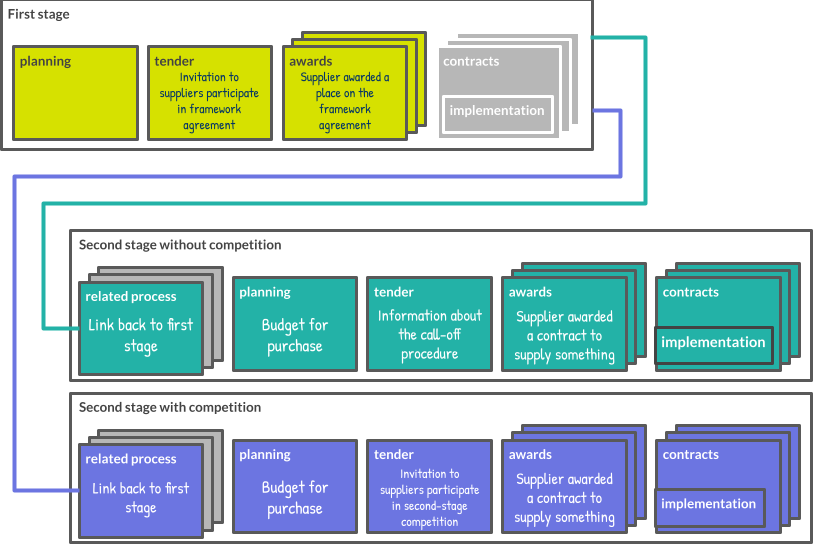 First stage
planning
tender
Invitation to
suppliers participate
in framework
agreement
awards
Supplier awarded a
place on the
framework
agreement
contracts
implementation
Second stage without competition
related process
Link back to first
stage
planning
Budget for
purchase
tender
Information about
the call-off
procedure
awards
Supplier awarded
a contract to
supply something
contracts
implementation
Second stage with competition
related process
Link back to first
stage
planning
Budget for
purchase
tender
Invitation to
suppliers participate
in second-stage
competition
awards
Supplier awarded
a contract to
supply something
contracts
implementation